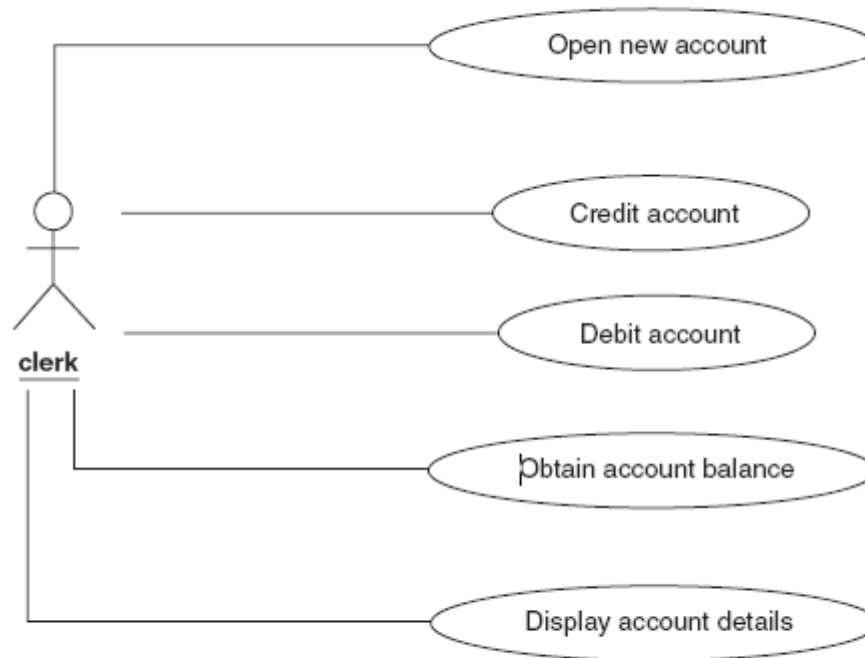 Open new account
Credit account
Debit account
clerk
Obtain account balance
Display account details